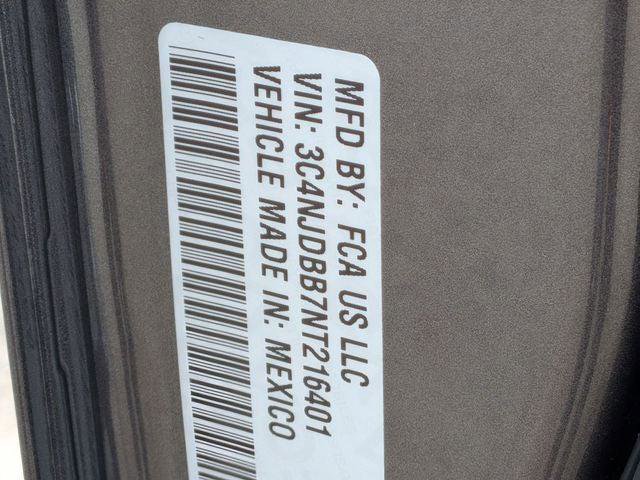 MFD BY: FCA US LLC
VIN: 3C4NJDBB7NT216401
VEHICLE MADE IN: MEXICO